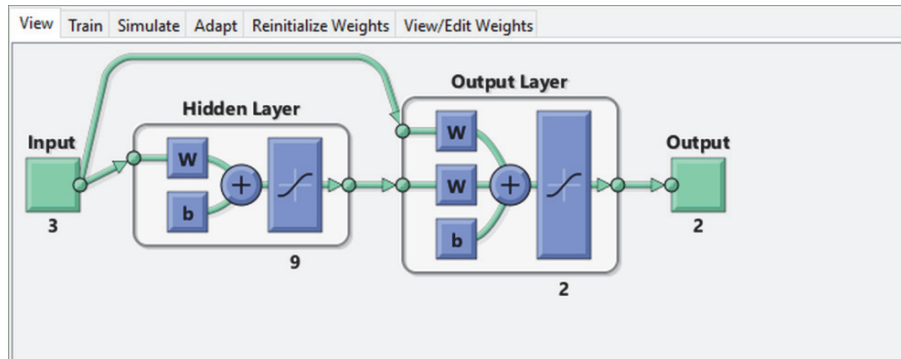 View Train Simulate Adapt Reinitialize Weights View/Edit Weights
Output Layer
Hidden Layer
Input
W
W
Output
W
b
b
3
2
9
2